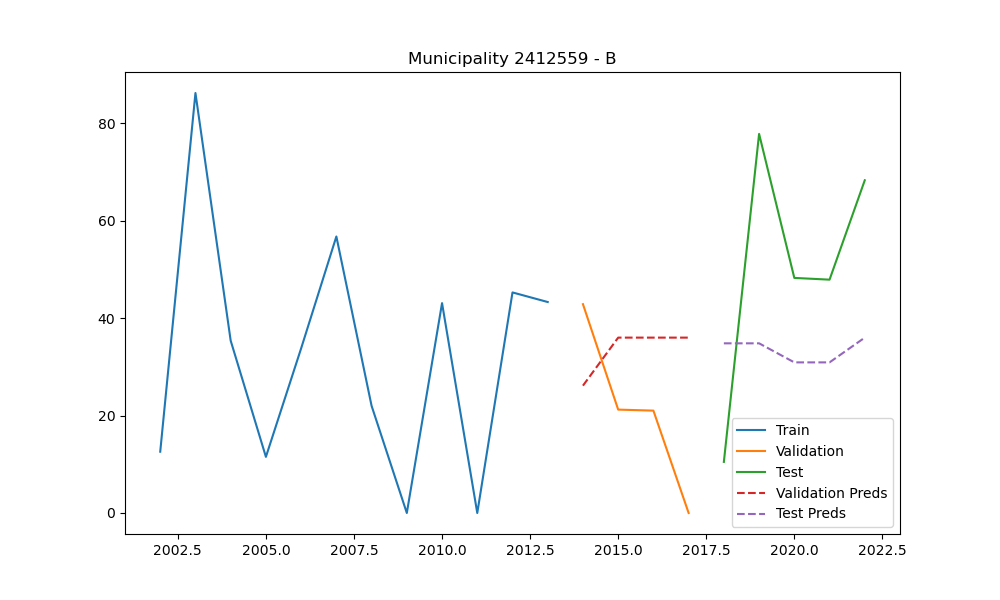 Municipality 2412559 - B
80
60
40
20
0
2002.5 2005.0 2007.5 2010.0 2012.5 2015.0 2017.5 2020.0 2022.5
Train
Validation
Test
Validation Preds
Test Preds